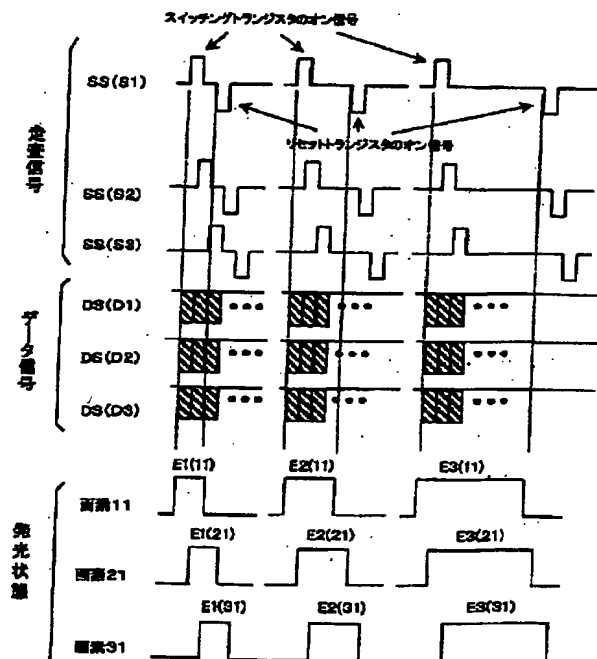 スイッチングトランジスタのオン信号
SS(S1)
リセットトランジスタのオン信号
走査信号
SS(S2)
SS(S3)
DS(D1)
データ信号
DS(D2)
DS(D3)
E1(11)
E2(11)
E3(11)
画素11
E1(21)
E2(21)
E3(21)
発光状態
画素21
E1(31)
E2(31)
E3(31)
画素31